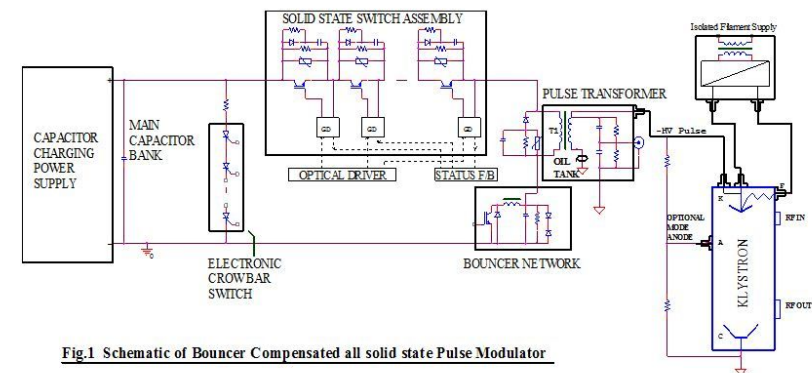 SOLID STATE SWITCH ASSEMBLY
Isolated Filament Supply
+
GD
GD
GD
MAIN
CAPACITOR
BANK
CAPACITOR
CHARGING
POWER
SUPPLY
OPTICAL DRIVER
STATUS F/B
PULSE TRANSFORMER
T1
OIL
TANK
-HV Pulse
K
F
RF IN
OPTIONAL
MODE
ANODE
A
KLYSTRON
RF OUT
C
-
0
ELECTRONIC
CROWBAR
SWITCH
BOUNCER NETWORK
Fig.1 Schematic of Bouncer Compensated all solid state Pulse Modulator